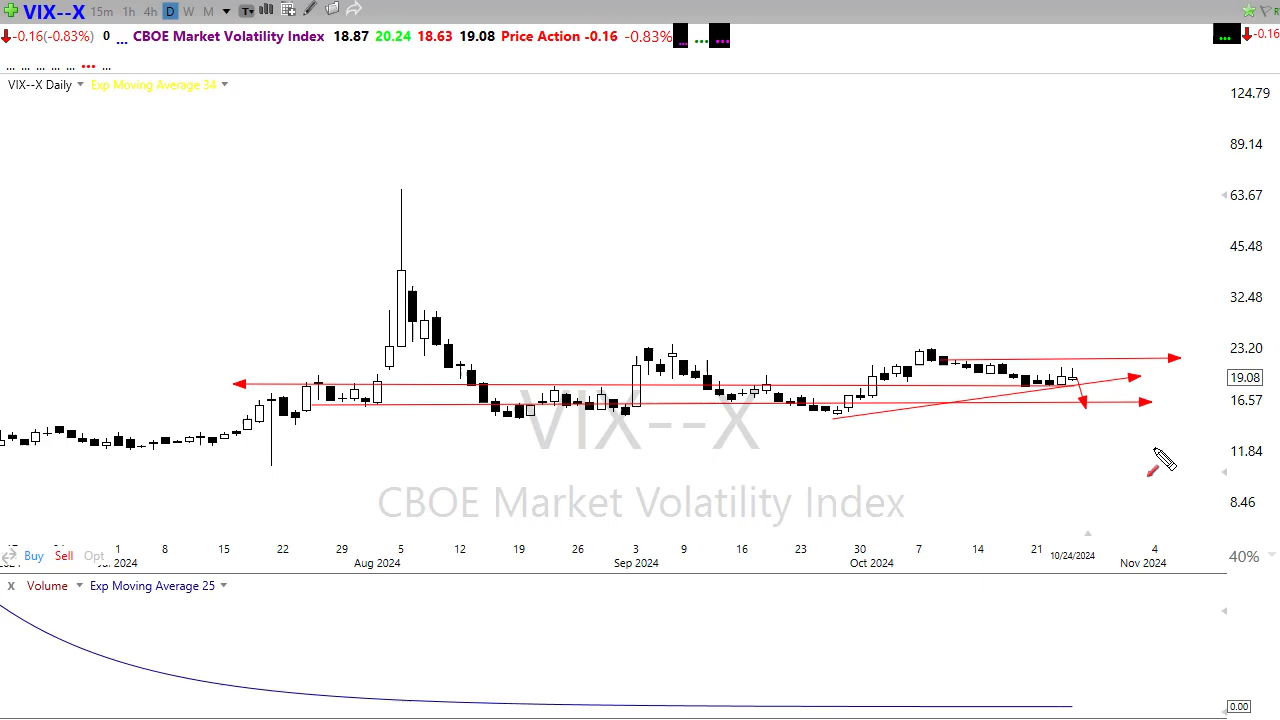 VIX--X 15m 1h 4h D W M T
-0.16(-0.83%) 0 ... CBOE Market Volatility Index 18.87 20.24 18.63 19.08 Price Action -0.16 -0.83% ... ... ... ... -0.16
... ... ... ... ... ... ...
VIX--X Daily Exp Moving Average 34
124.79
89.14
63.67
45.48
32.48
23.20
19.08
16.57
VIX--X
11.84
CBOE Market Volatility Index
8.46
1 8 15 22 29 5 12 19 26 3 9 16 23 30 7 14 21 4
Buy Sell Opt 2024 Aug 2024 Sep 2024 Oct 2024 10/24/2024 Nov 2024 40%
X Volume Exp Moving Average 25
0.00